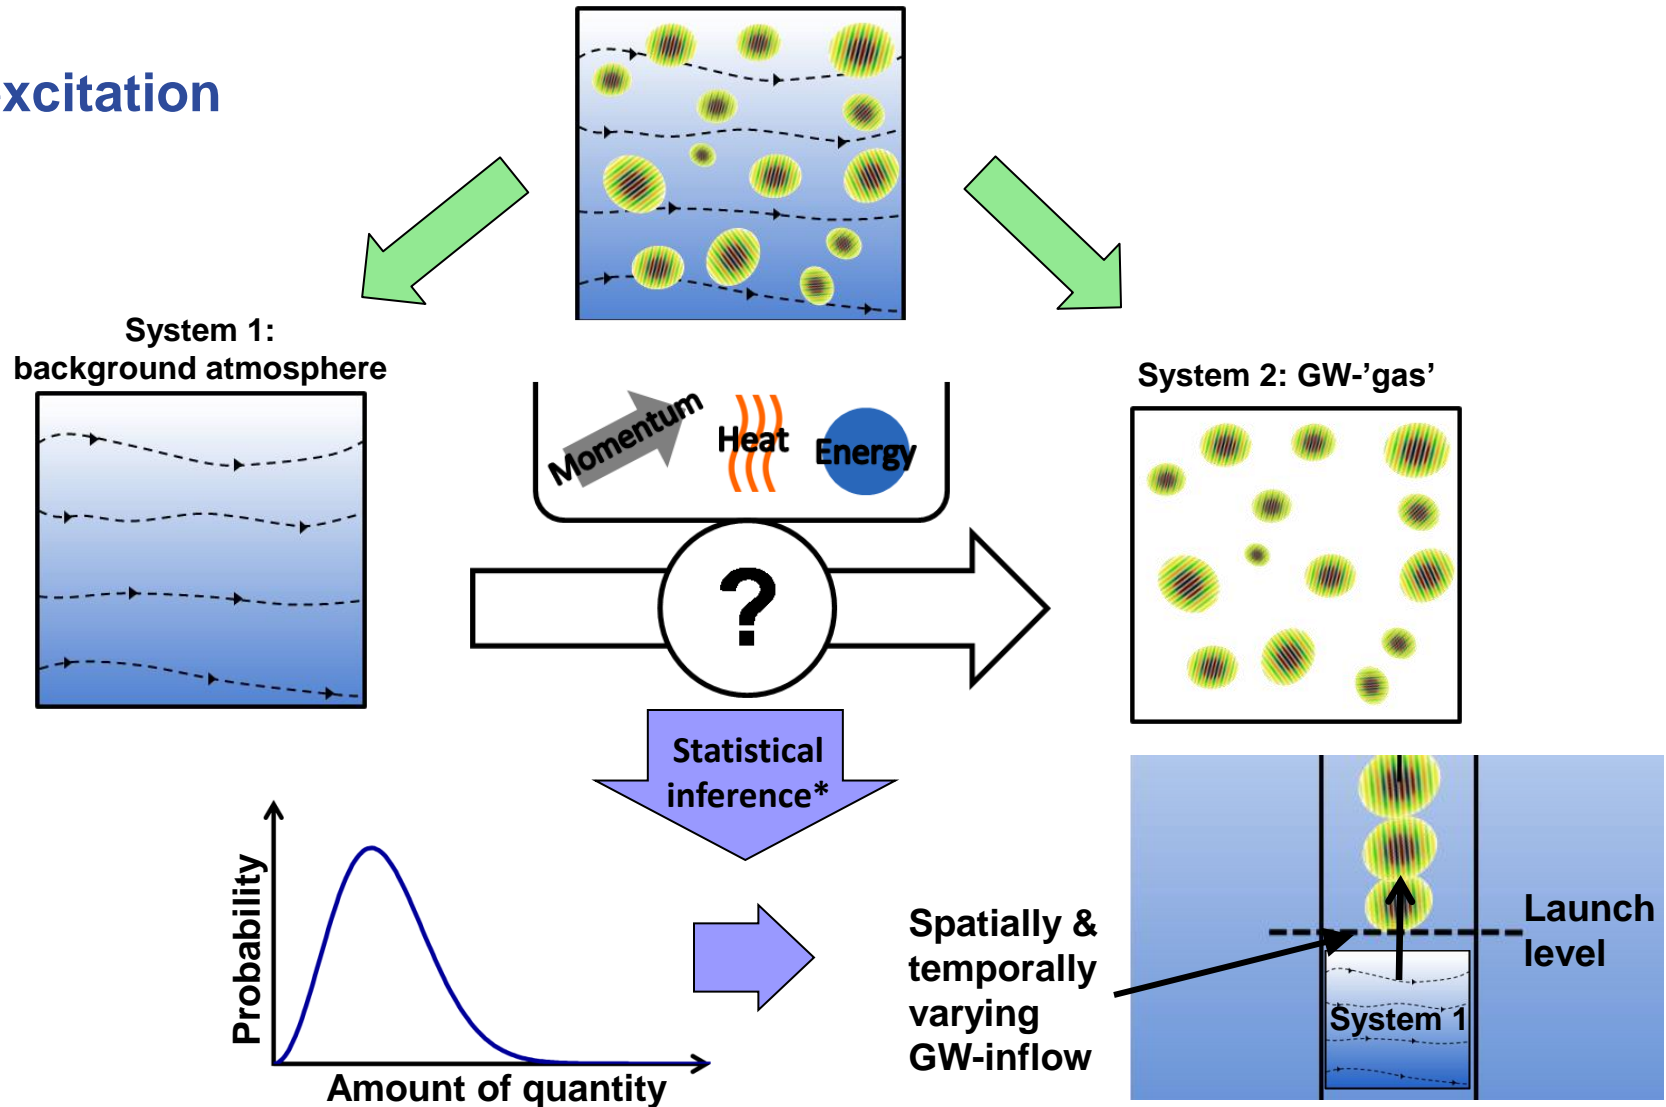 xcitation
System 1:
background atmosphere
Momentum
Heat
Energy
System 2: GW-’gas’
?
Statistical
inference*
Probability
Amount of quantity
Spatially &
temporally
varying
GW-inflow
Launch
level
System 1